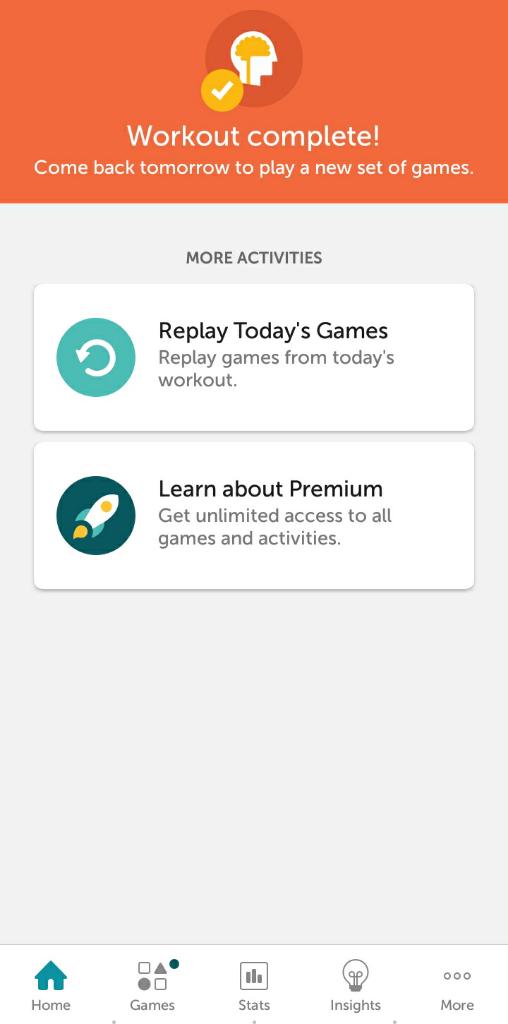 Workout complete!
Come back tomorrow to play a new set of games.
MORE ACTIVITIES
Replay Today's Games
Replay games from today's
workout.
Learn about Premium
Get unlimited access to all
games and activities.
Home
Games
Stats
Insights
More